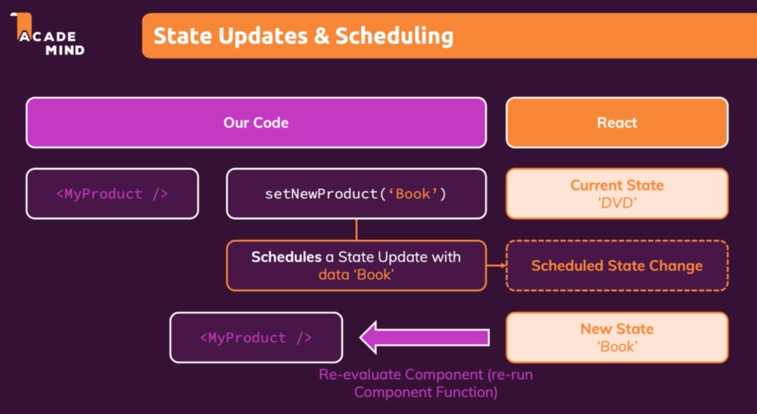 ACADE
MIND
State Updates & Scheduling
Our Code
React
<MyProduct />
setNewProduct(‘Book’)
Current State
‘DVD’
Schedules a State Update with
data ‘Book’
Scheduled State Change
<MyProduct />
New State
‘Book’
Re-evaluate Component (re-run
Component Function)